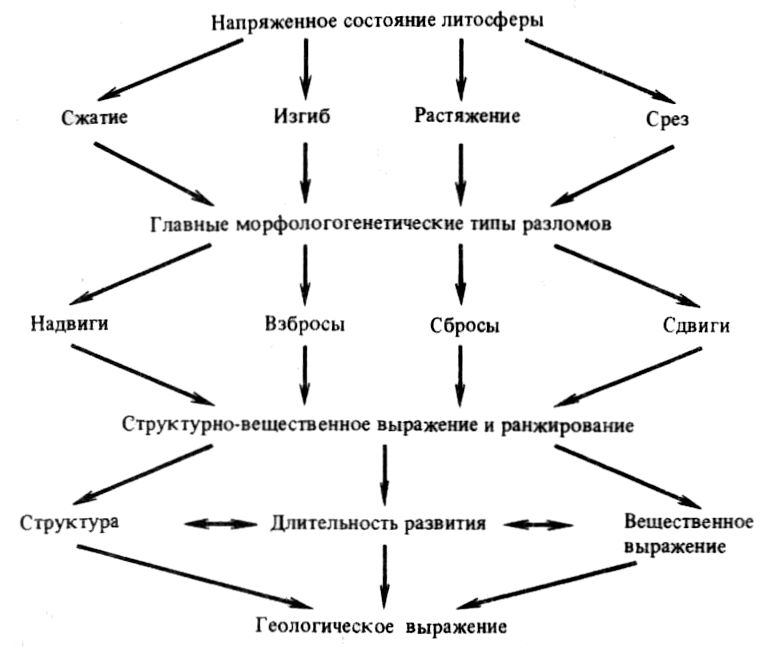 Напряженное состояние литосферы
Сжатие Изгиб Растяжение Срез
Главные морфологогенетические типы разломов
Надвиги Взбросы Сбросы Сдвиги
Структурно-вещественное выражение и ранжирование
Структура Длительность развития Вещественное
выражение
Геологическое выражение